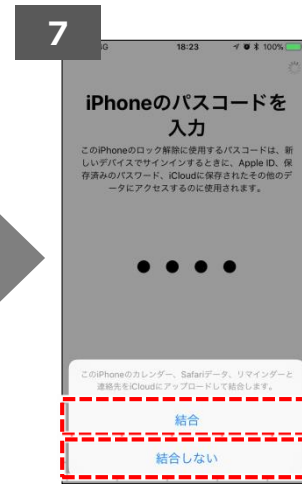 7
18:23
100%
iPhoneのパスコードを
入力
このiPhoneのロック解除に使用するパスコードは、新
しいデバイスでサインインするときに、Apple ID、保
存済みのパスワード、iCloudに保存されたその他のデ
ータにアクセスするのに使用されます。
このiPhoneのカレンダー、Safariデータ、リマインダーと
連絡先をiCloudにアップロードして結合します。
結合
結合しない